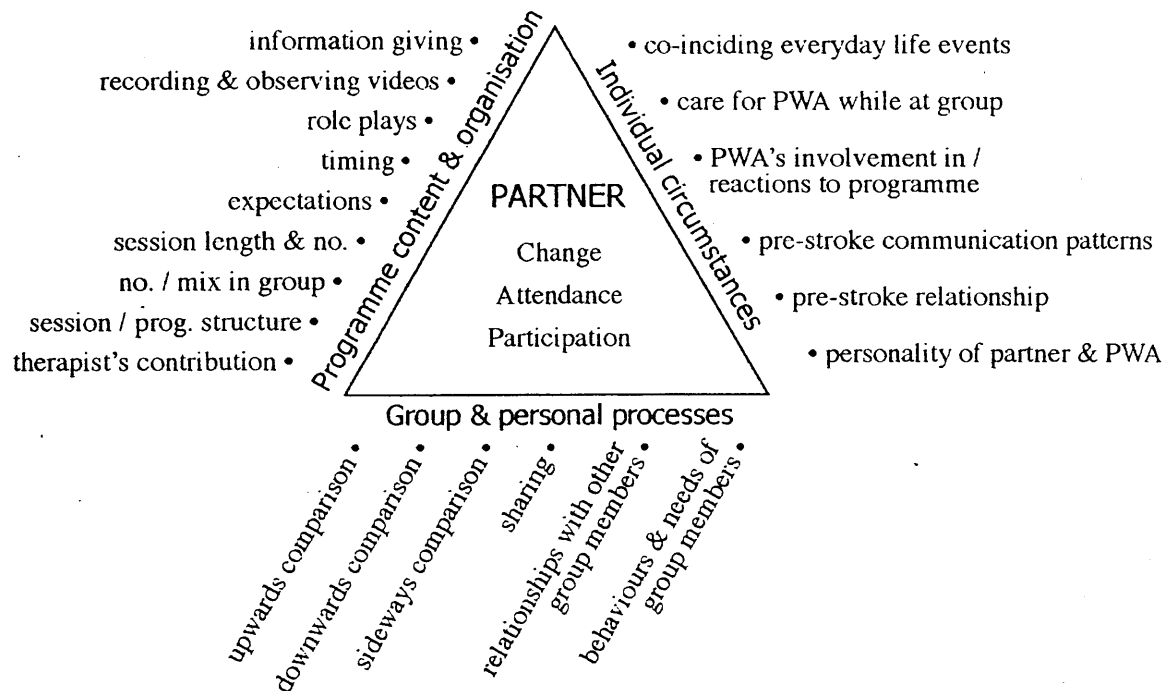 information giving •
recording & observing videos •
role plays •
timing •
expectations •
session length & no. •
no. / mix in group •
session / prog. structure •
therapist's contribution •
Programme content & organisation
PARTNER
Change
Attendance
Participation
Individual circumstances
• co-inciding everyday life events
• care for PWA while at group
• PWA's involvement in /
reactions to programme
• pre-stroke communication patterns
• pre-stroke relationship
• personality of partner & PWA
Group & personal processes
upwards comparison •
downwards comparison •
sideways comparison •
sharing •
relationships with other
group members •
behaviours & needs of
group members •